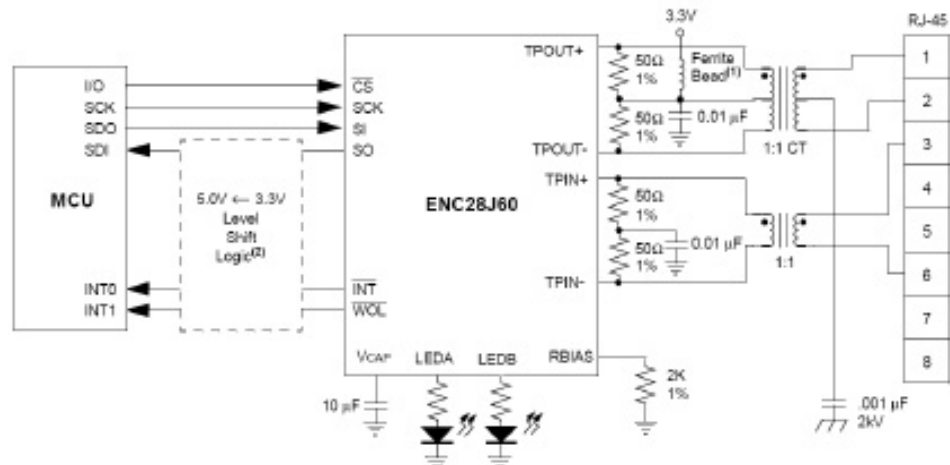 3.3V
RJ-45
TPOUT+
50Ω
1%
Ferrite
Bead(1)
1
I/O
CS
SCK
SCK
SDO
SI
SDI
SO
50Ω
1%
0.01 µF
2
TPOUT-
1:1 CT
3
MCU
5.0V ← 3.3V
Level
Shift
Logic(2)
ENC28J60
TPIN+
50Ω
1%
4
50Ω
1%
0.01 µF
5
TPIN-
1:1
6
INT0
INT
INT1
WOL
7
VCAP
LEDA
LEDB
RBIAS
8
10 µF
2K
1%
.001 µF
2kV